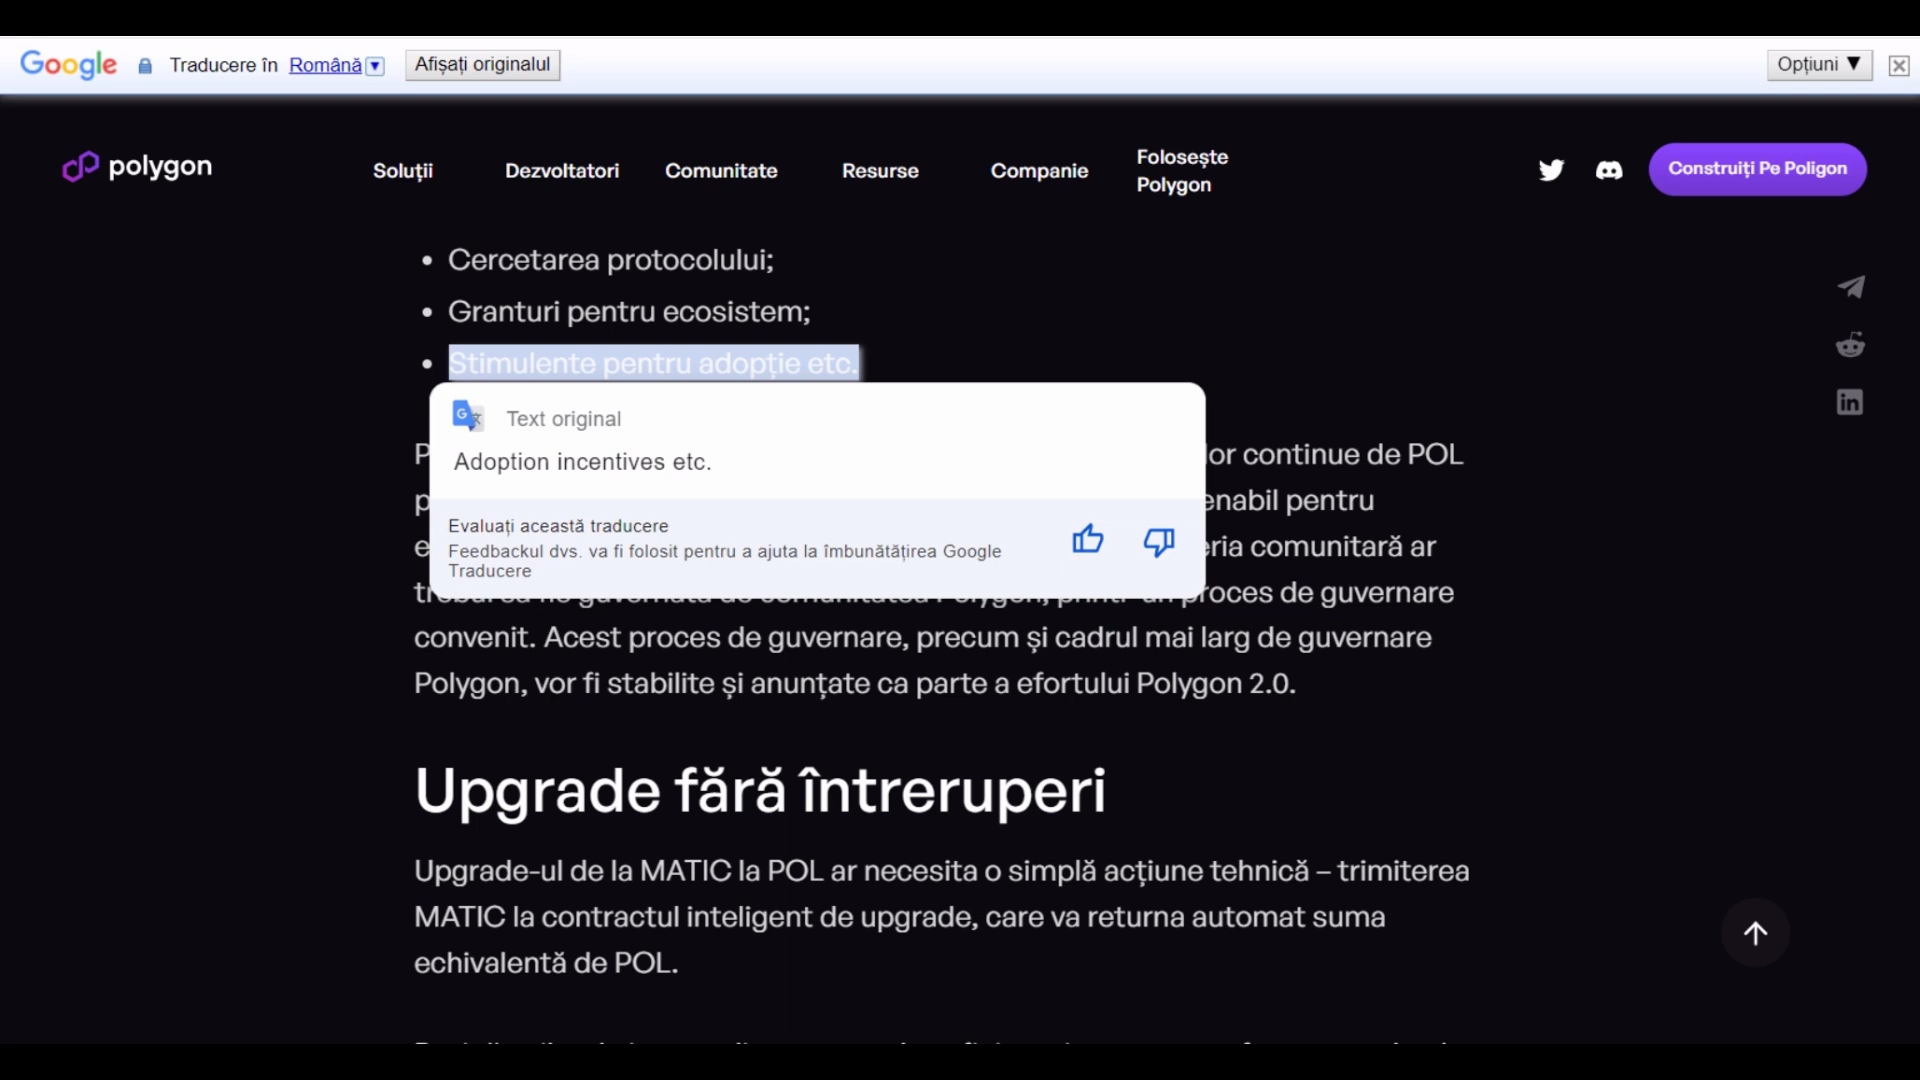 Google Traducere în Română Afișați originalul Opțiuni ▼
polygon Soluții Dezvoltatori Comunitate Resurse Companie Folosește Polygon Construiți Pe Poligon
• Cercetarea protocolului;
• Granturi pentru ecosistem;
• Stimulente pentru adopție etc.
Text original
Adoption incentives etc.
Evaluați această traducere
Feedbackul dvs. va fi folosit pentru a ajuta la îmbunătățirea Google
Traducere
continue de POL
pentru
comunitară ar
proces de guvernare
convenit. Acest proces de guvernare, precum și cadrul mai larg de guvernare
Polygon, vor fi stabilite și anunțate ca parte a efortului Polygon 2.0.
Upgrade fără întreruperi
Upgrade-ul de la MATIC la POL ar necesita o simplă acțiune tehnică – trimiterea
MATIC la contractul inteligent de upgrade, care va returna automat suma
echivalentă de POL.